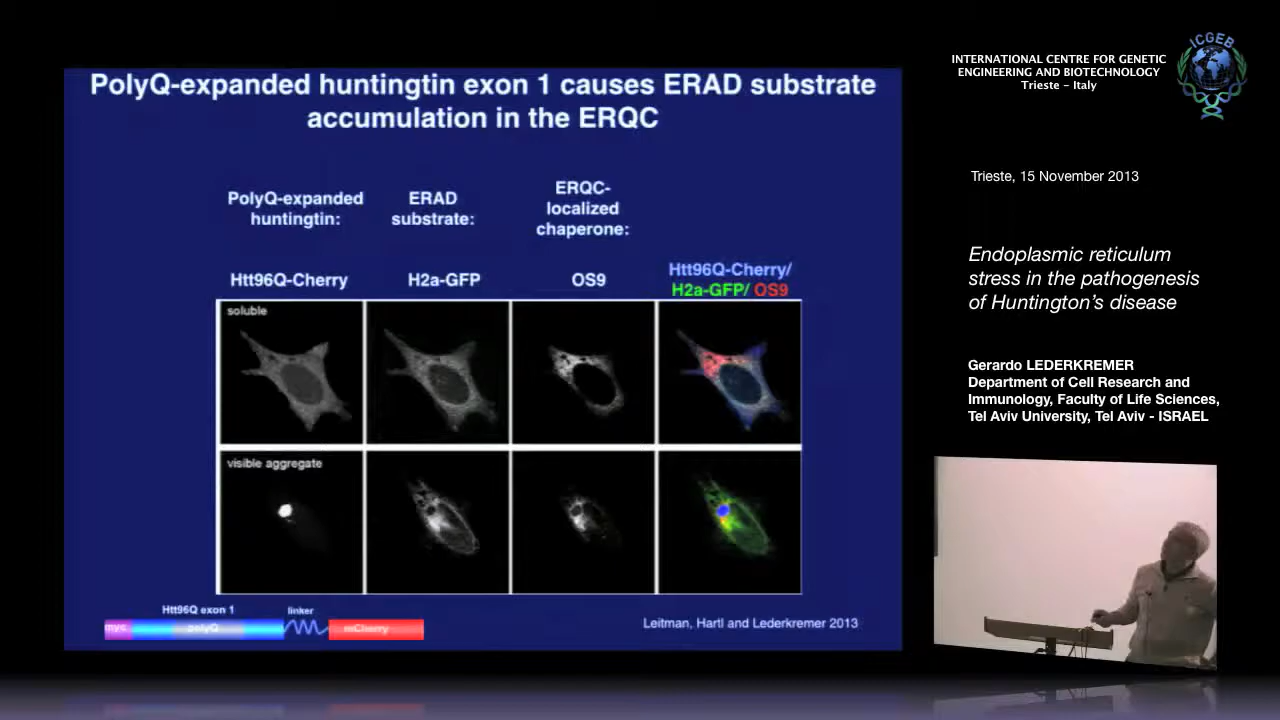 PolyQ-expanded huntingtin exon 1 causes ERAD substrate
accumulation in the ERQC
PolyQ-expanded
huntingtin:
ERAD
substrate:
ERQC-
localized
chaperone:
Htt96Q-Cherry
H2a-GFP
OS9
Htt96Q-Cherry/
H2a-GFP/ OS9
soluble
visible aggregate
Htt96Q exon 1
linker
myc
polyQ
mCherry
Leitman, Hartl and Lederkremer 2013
INTERNATIONAL CENTRE FOR GENETIC
ENGINEERING AND BIOTECHNOLOGY
Trieste - Italy
ICGEB
Trieste, 15 November 2013
Endoplasmic reticulum
stress in the pathogenesis
of Huntington's disease
Gerardo LEDERKREMER
Department of Cell Research and
Immunology, Faculty of Life Sciences,
Tel Aviv University, Tel Aviv - ISRAEL